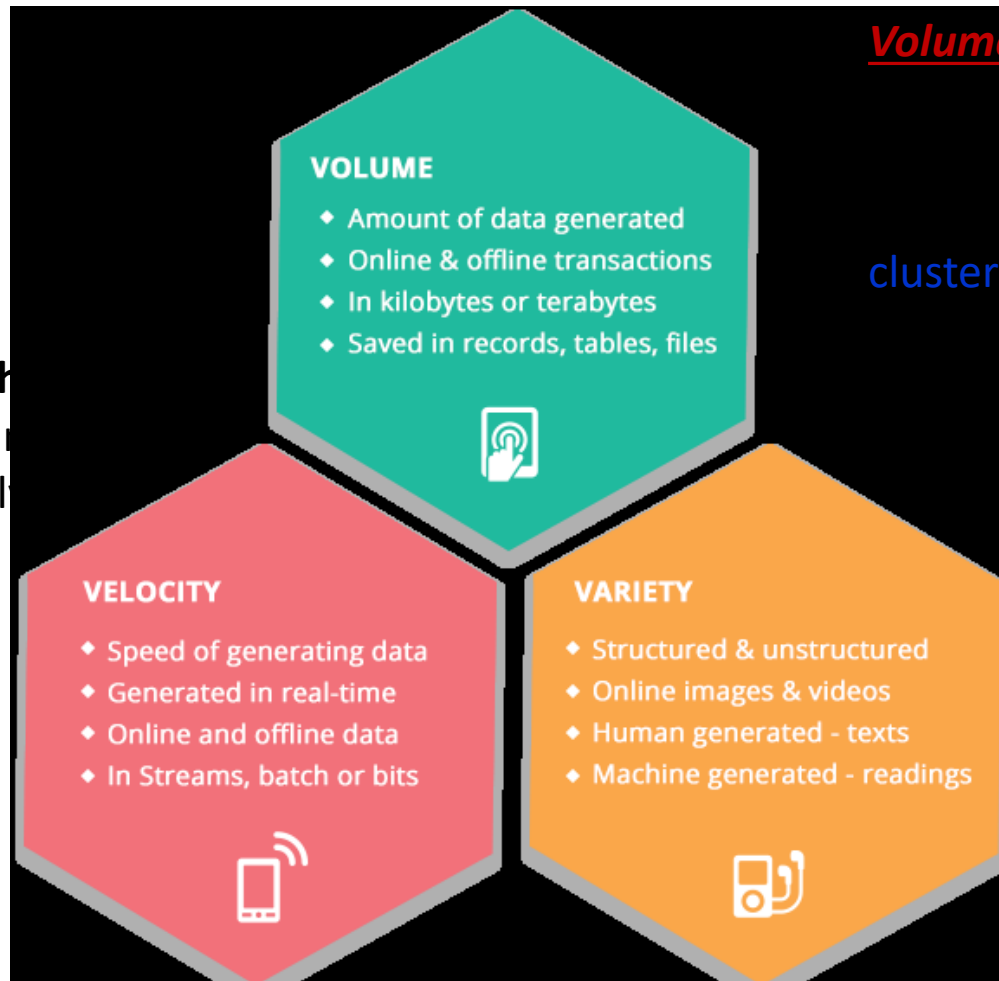 VOLUME
Amount of data generated
Online & offline transactions
In kilobytes or terabytes
Saved in records, tables, files
cluster
VELOCITY
Speed of generating data
Generated in real-time
Online and offline data
In Streams, batch or bits
VARIETY
Structured & unstructured
Online images & videos
Human generated - texts
Machine generated - readings